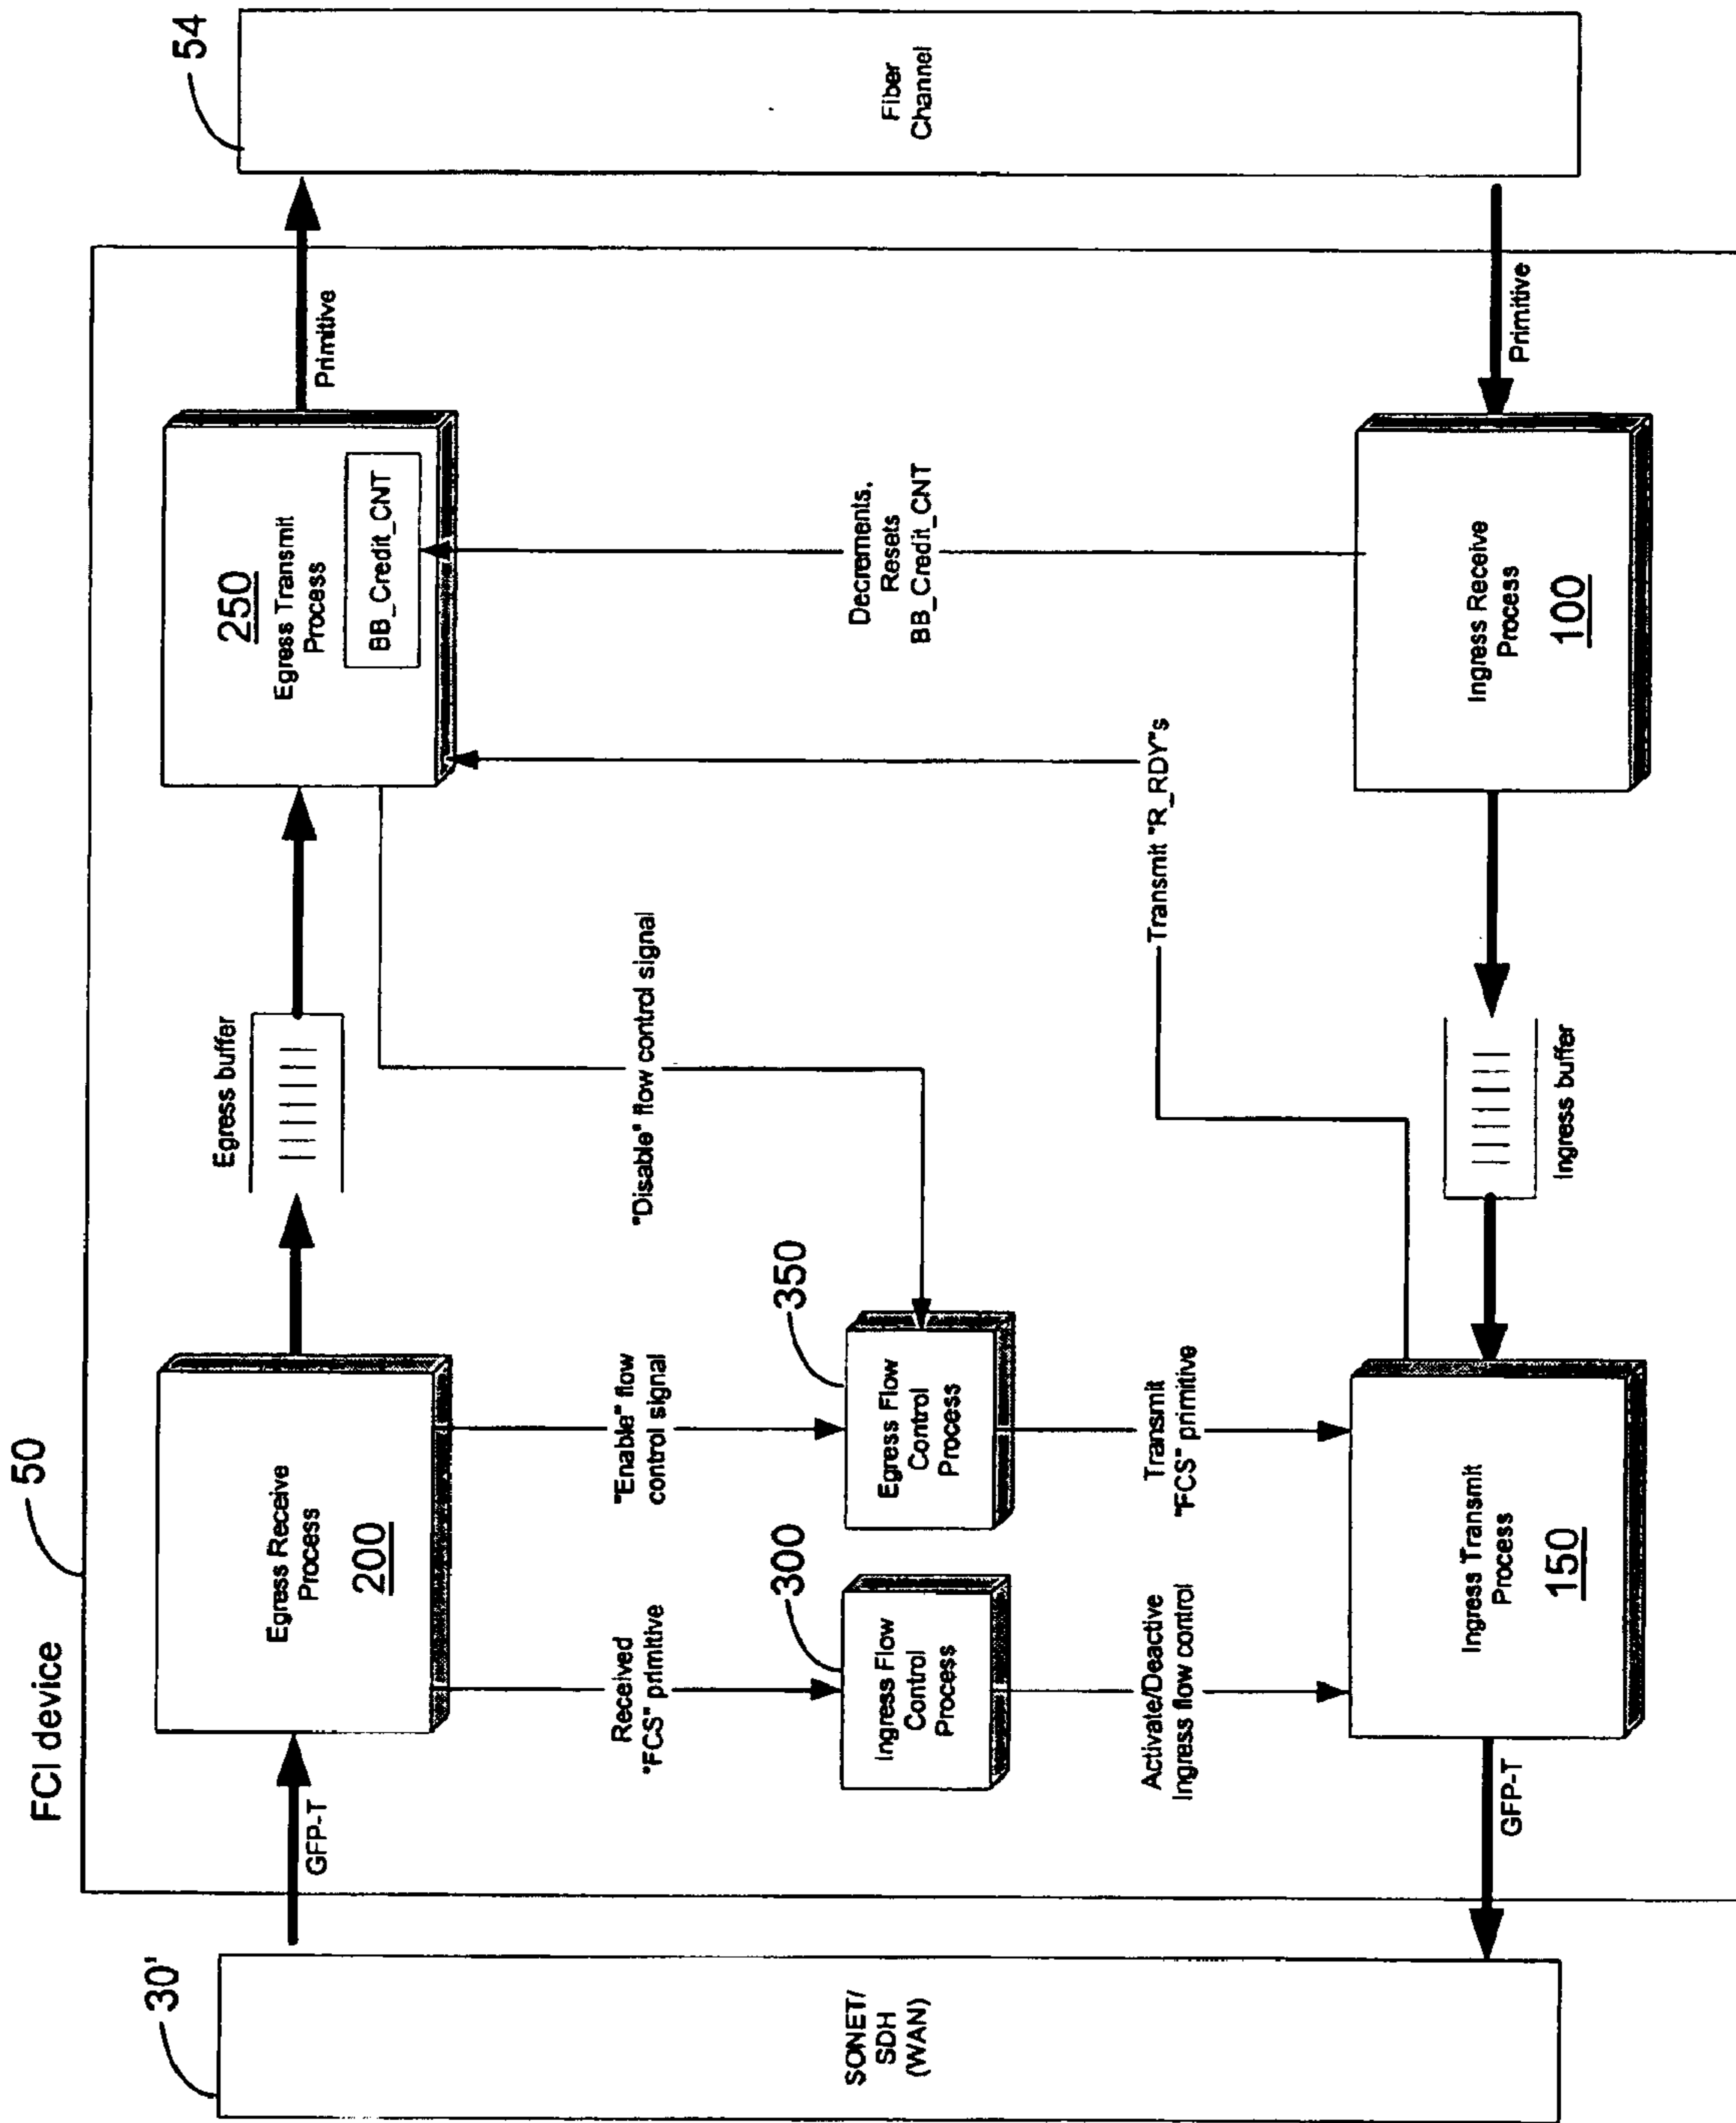 FCI device
50
30'
SONET/
SDH
(WAN)
54
Fiber
Channel
GFP-T
Egress Receive
Process
200
Egress buffer
250
Egress Transmit
Process
BB_Credit_CNT
Primitive
Received
"FCS" primitive
"Enable" flow
control signal
"Disable" flow control signal
Decrements,
Resets
BB_Credit_CNT
300
Ingress Flow
Control
Process
350
Egress Flow
Control
Process
Activate/Deactive
Ingress flow control
Transmit
"FCS" primitive
Transmit "R_RDY"s
GFP-T
Ingress Transmit
Process
150
Ingress buffer
Ingress Receive
Process
100
Primitive